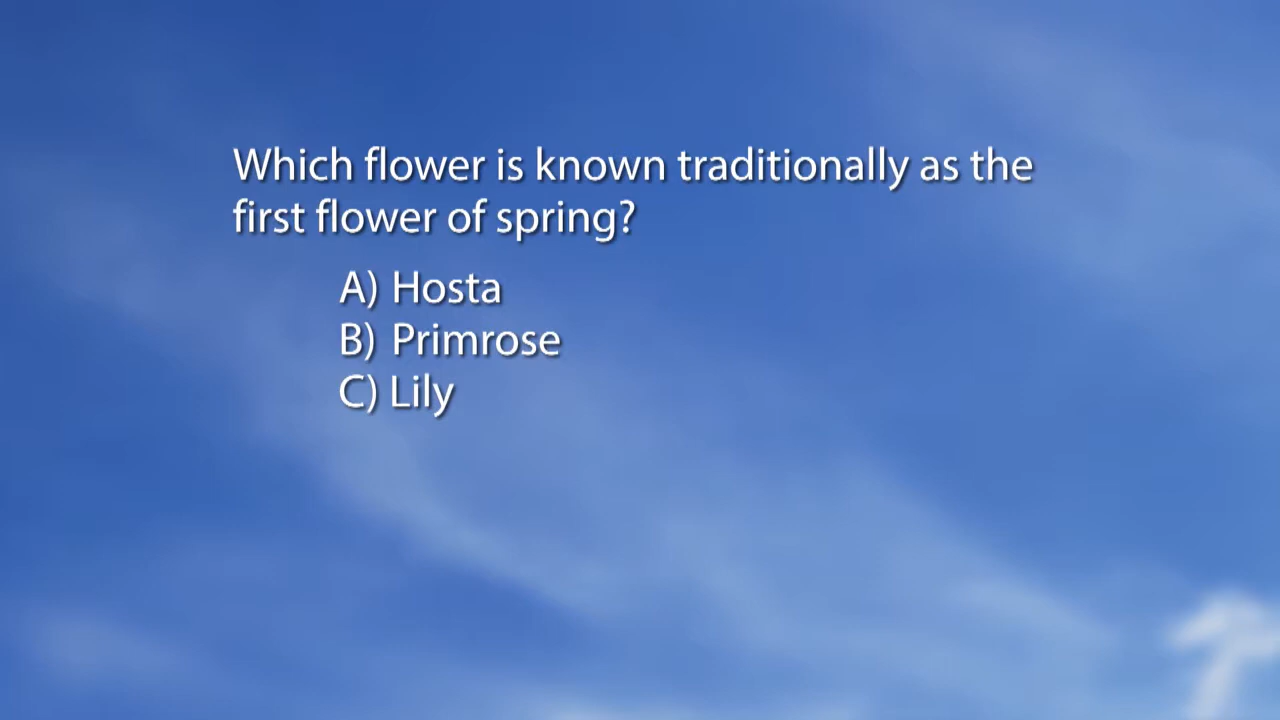 Which flower is known traditionally as the
first flower of spring?
A) Hosta
B) Primrose
C) Lily